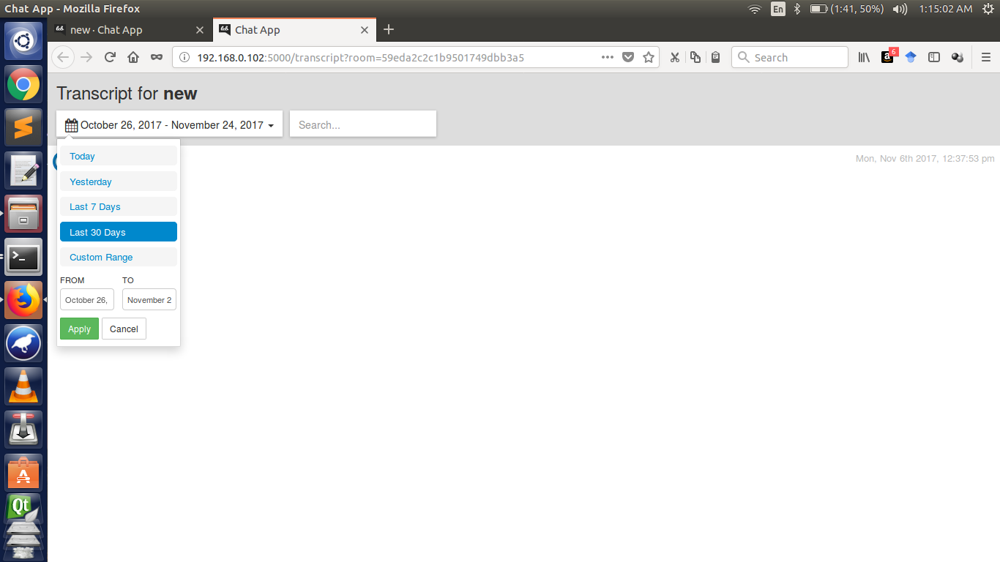 Chat App - Mozilla Firefox
En
(1:41, 50%)
1:15:02 AM
new · Chat App
Chat App
192.168.0.102:5000/transcript?room=59eda2c2c1b9501749dbb3a5
Search
6
Transcript for new
October 26, 2017 - November 24, 2017
Search...
Mon, Nov 6th 2017, 12:37:53 pm
Today
Yesterday
Last 7 Days
Last 30 Days
Custom Range
FROM TO
October 26, November 2
Apply Cancel
Qt